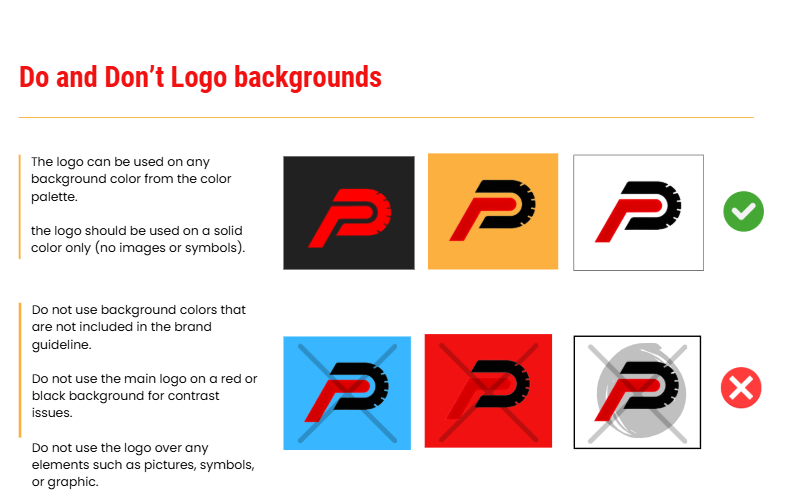 Do and Don't Logo backgrounds
The logo can be used on any
background color from the color
palette.
the logo should be used on a solid
color only (no images or symbols).
Do not use background colors that
are not included in the brand
guideline.
Do not use the main logo on a red or
black background for contrast
issues.
Do not use the logo over any
elements such as pictures, symbols,
or graphic.